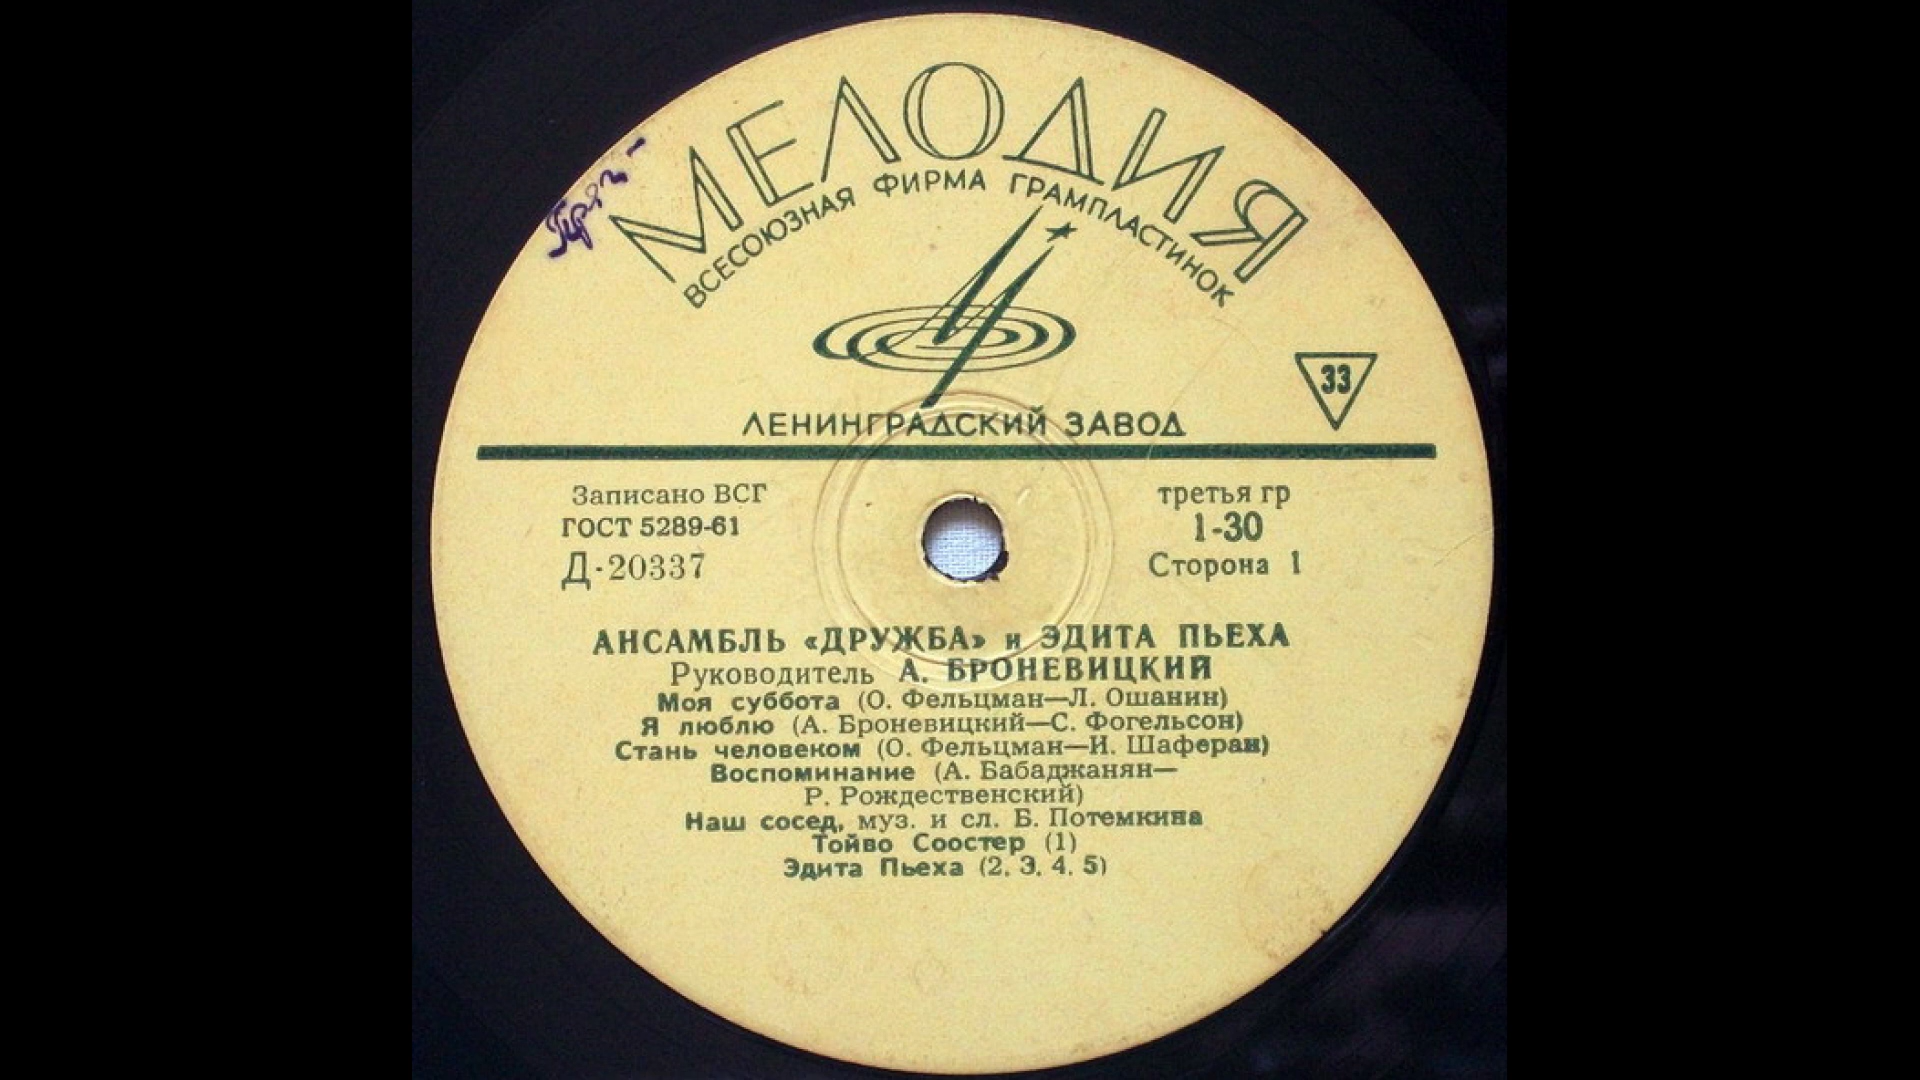 МЕЛОДИЯ
ВСЕСОЮЗНАЯ ФИРМА ГРАМПЛАСТИНОК
33
ЛЕНИНГРАДСКИЙ ЗАВОД
Записано ВСГ
ГОСТ 5289-61
Д-20337
третья гр
1-30
Сторона 1
АНСАМБЛЬ «ДРУЖБА» и ЭДИТА ПЬЕХА
Руководитель А. БРОНЕВИЦКИЙ
Моя суббота (О. Фельцман—Л. Ошанин)
Я люблю (А. Броневицкий—С. Фогельсон)
Стань человеком (О. Фельцман—И. Шаферан)
Воспоминание (А. Бабаджанян—
Р. Рождественский)
Наш сосед, муз. и сл. Б. Потемкина
Тойво Соостер (1)
Эдита Пьеха (2, 3, 4, 5)